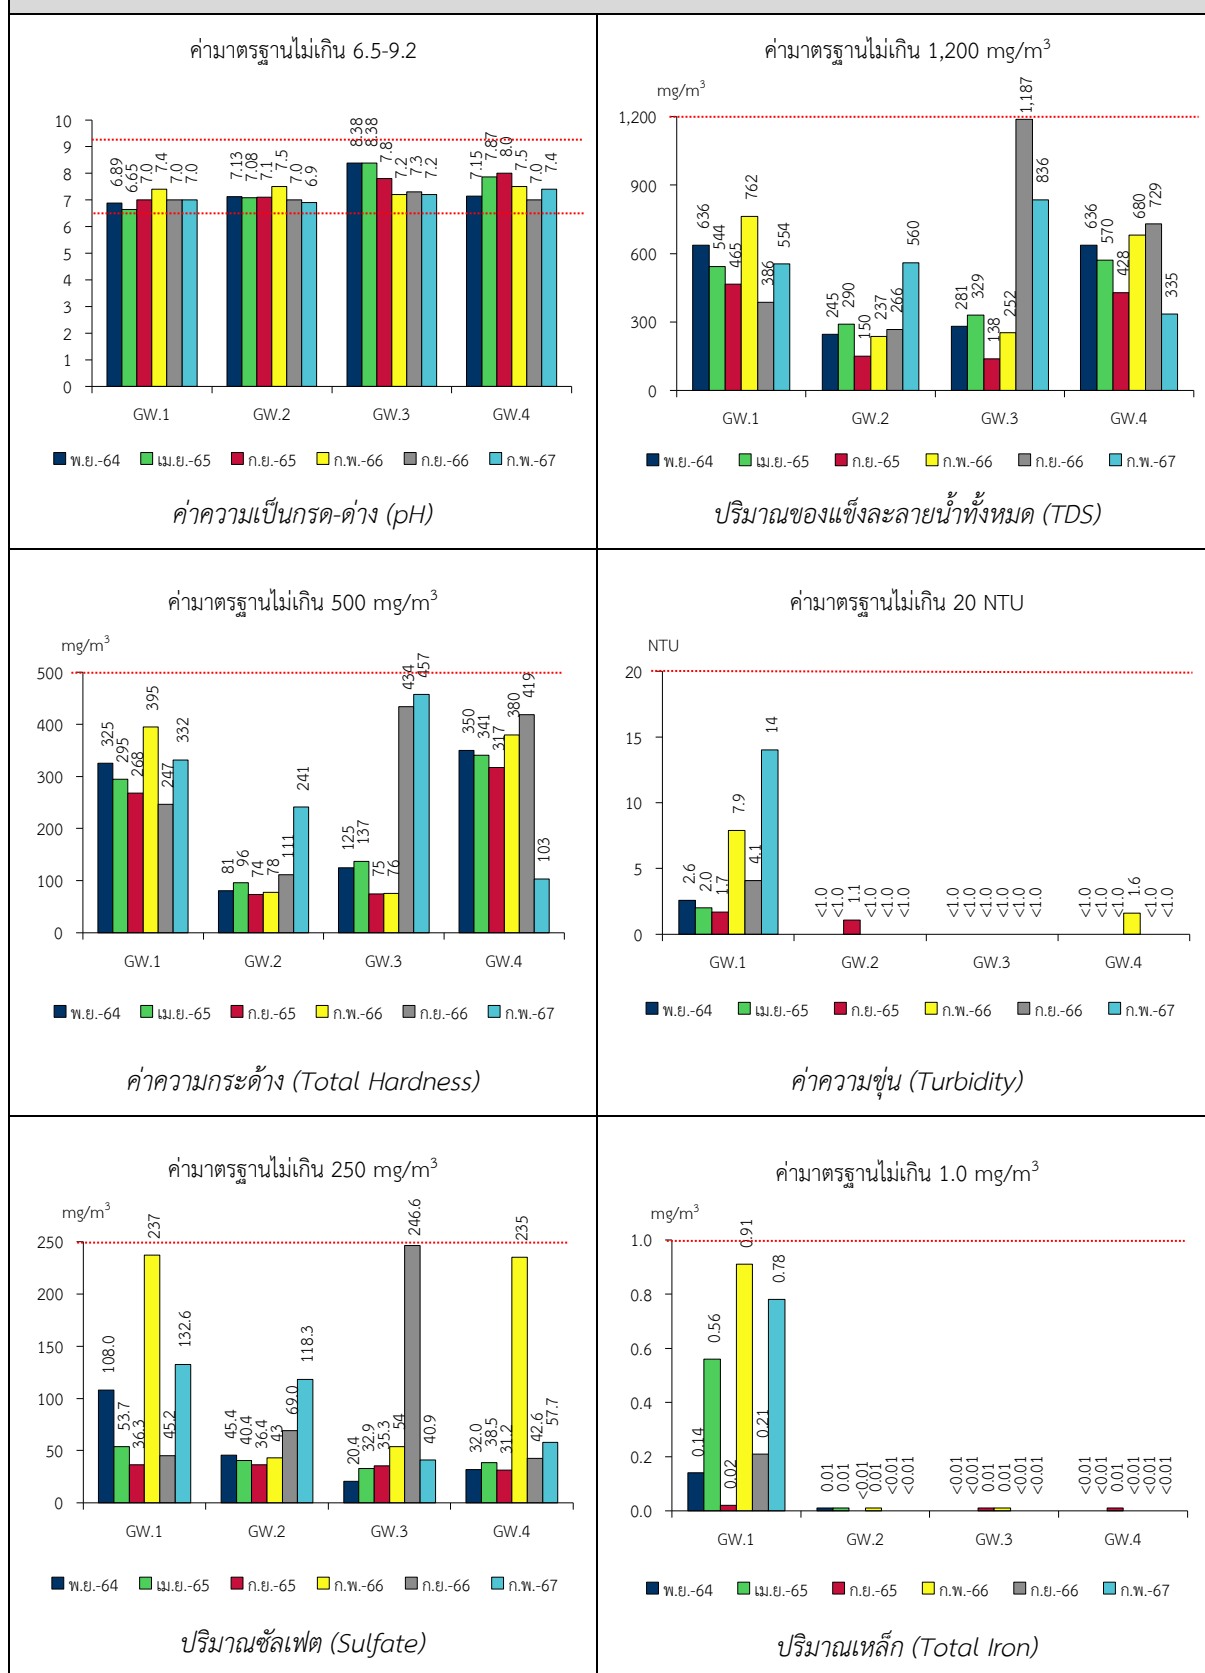 ค่ามาตรฐานไม่เกิน 6.5-9.2
10
9
8
7
6
5
4
3
2
1
0
6.89 6.65 7.0 7.4 7.0 7.0
7.13 7.08 7.1 7.5 7.0 6.9
8.38 8.38 7.8 7.2 7.3 7.2
7.15 7.87 8.0 7.5 7.0 7.4
GW.1 GW.2 GW.3 GW.4
พ.ย.-64 เม.ย.-65 ก.ย.-65 ก.พ.-66 ก.ย.-66 ก.พ.-67
ค่าความเป็นกรด-ด่าง (pH)
ค่ามาตรฐานไม่เกิน 1,200 mg/m³
mg/m³
1,200
900
600
300
0
636 544 465 762 386 554
245 290 150 237 266 560
281 329 138 252 1,187 836
636 570 428 680 729 335
GW.1 GW.2 GW.3 GW.4
พ.ย.-64 เม.ย.-65 ก.ย.-65 ก.พ.-66 ก.ย.-66 ก.พ.-67
ปริมาณของแข็งละลายน้ำทั้งหมด (TDS)
ค่ามาตรฐานไม่เกิน 500 mg/m³
mg/m³
500
400
300
200
100
0
325 295 268 395 247 332
81 96 74 78 111 241
125 137 75 76 434 457
350 341 317 380 419 103
GW.1 GW.2 GW.3 GW.4
พ.ย.-64 เม.ย.-65 ก.ย.-65 ก.พ.-66 ก.ย.-66 ก.พ.-67
ค่าความกระด้าง (Total Hardness)
ค่ามาตรฐานไม่เกิน 20 NTU
NTU
20
15
10
5
0
2.6 2.0 1.7 7.9 4.1 14
<1.0 <1.0 1.1 <1.0 <1.0 <1.0
<1.0 <1.0 <1.0 <1.0 <1.0 <1.0
<1.0 <1.0 <1.0 1.6 <1.0 <1.0
GW.1 GW.2 GW.3 GW.4
พ.ย.-64 เม.ย.-65 ก.ย.-65 ก.พ.-66 ก.ย.-66 ก.พ.-67
ค่าความขุ่น (Turbidity)
ค่ามาตรฐานไม่เกิน 250 mg/m³
mg/m³
250
200
150
100
50
0
108.0 53.7 36.3 237 45.2 132.6
45.4 40.4 36.4 43 69.0 118.3
20.4 32.9 35.3 54 246.6 40.9
32.0 38.5 31.2 235 42.6 57.7
GW.1 GW.2 GW.3 GW.4
พ.ย.-64 เม.ย.-65 ก.ย.-65 ก.พ.-66 ก.ย.-66 ก.พ.-67
ปริมาณซัลเฟต (Sulfate)
ค่ามาตรฐานไม่เกิน 1.0 mg/m³
mg/m³
1.0
0.8
0.6
0.4
0.2
0.0
0.14 0.56 0.02 0.91 0.21 0.78
0.01 0.01 <0.01 0.01 <0.01 <0.01
<0.01 <0.01 0.01 0.01 <0.01 <0.01
<0.01 <0.01 0.01 <0.01 <0.01 <0.01
GW.1 GW.2 GW.3 GW.4
พ.ย.-64 เม.ย.-65 ก.ย.-65 ก.พ.-66 ก.ย.-66 ก.พ.-67
ปริมาณเหล็ก (Total Iron)